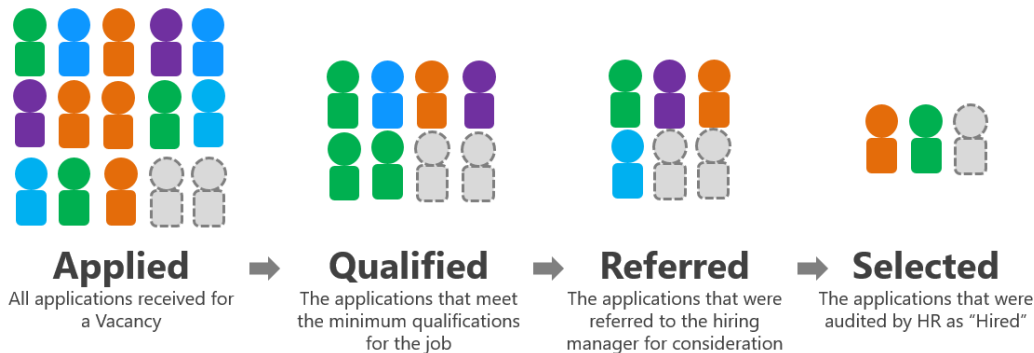 Applied
All applications received for
a Vacancy
Qualified
The applications that meet
the minimum qualifications
for the job
Referred
The applications that were
referred to the hiring
manager for consideration
Selected
The applications that were
audited by HR as “Hired”